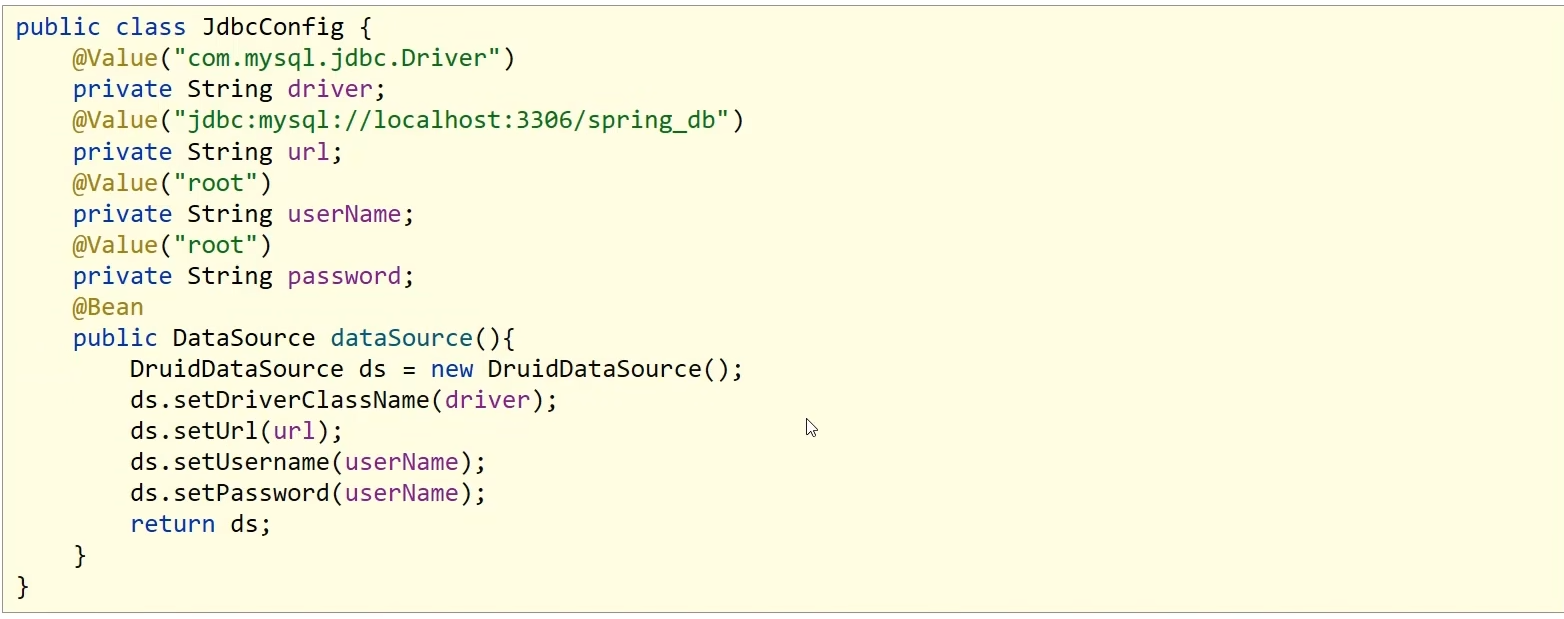 public class JdbcConfig {
    @Value("com.mysql.jdbc.Driver")
    private String driver;
    @Value("jdbc:mysql://localhost:3306/spring_db")
    private String url;
    @Value("root")
    private String userName;
    @Value("root")
    private String password;
    @Bean
    public DataSource dataSource(){
        DruidDataSource ds = new DruidDataSource();
        ds.setDriverClassName(driver);
        ds.setUrl(url);
        ds.setUsername(userName);
        ds.setPassword(userName);
        return ds;
    }
}